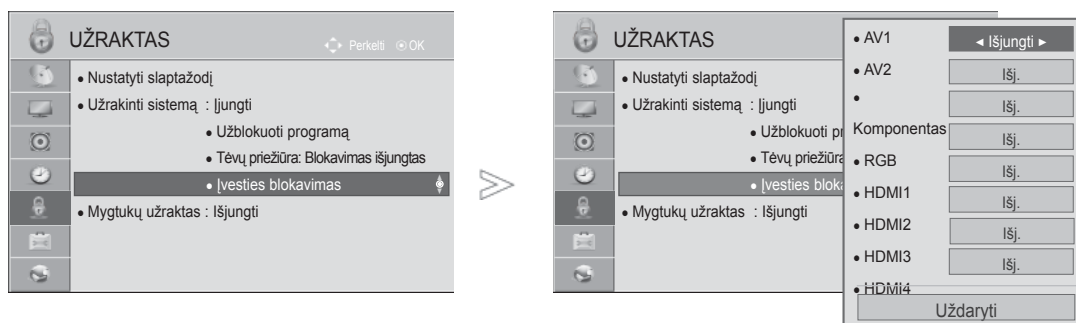 UŽRAKTAS
Perkelti OK
• Nustatyti slaptažodį
• Užrakinti sistemą : Įjungti
• Užblokuoti programą
• Tėvų priežiūra: Blokavimas išjungtas
• Įvesties blokavimas
• Mygtukų užraktas : Išjungti
UŽRAKTAS
• Nustatyti slaptažodį
• Užrakinti sistemą : Įjungti
• Užblokuoti pr
• Tėvų priežiūra
• Įvesties bloka
• Mygtukų užraktas : Išjungti
• AV1 ◄ Išjungti ►
• AV2 Išj.
• Išj.
Komponentas Išj.
• RGB Išj.
• HDMI1 Išj.
• HDMI2 Išj.
• HDMI3 Išj.
• HDMI4
Uždaryti